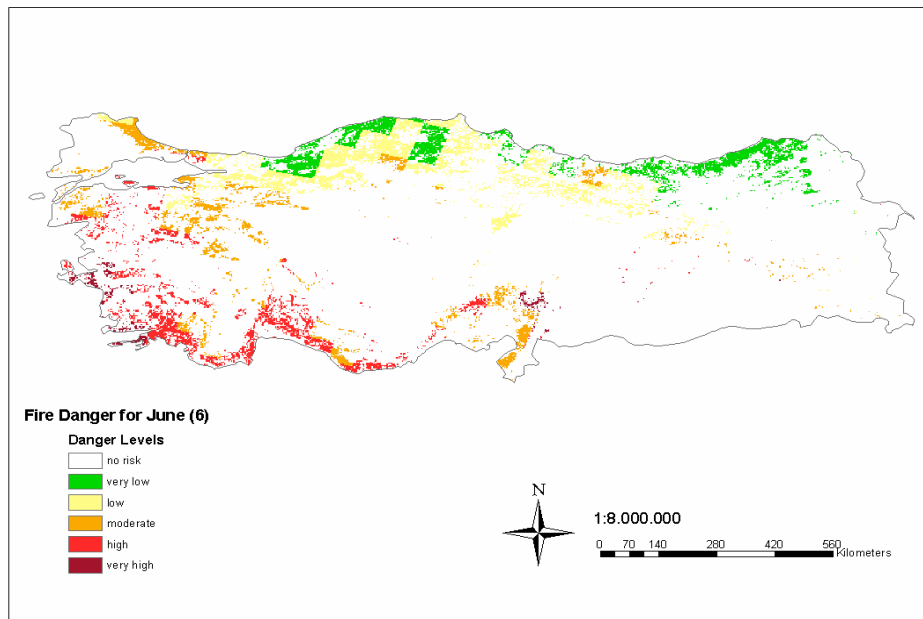 Fire Danger for June (6)
Danger Levels
no risk
very low
low
moderate
high
very high
N
1:8.000.000
0 70 140 280 420 560
Kilometers